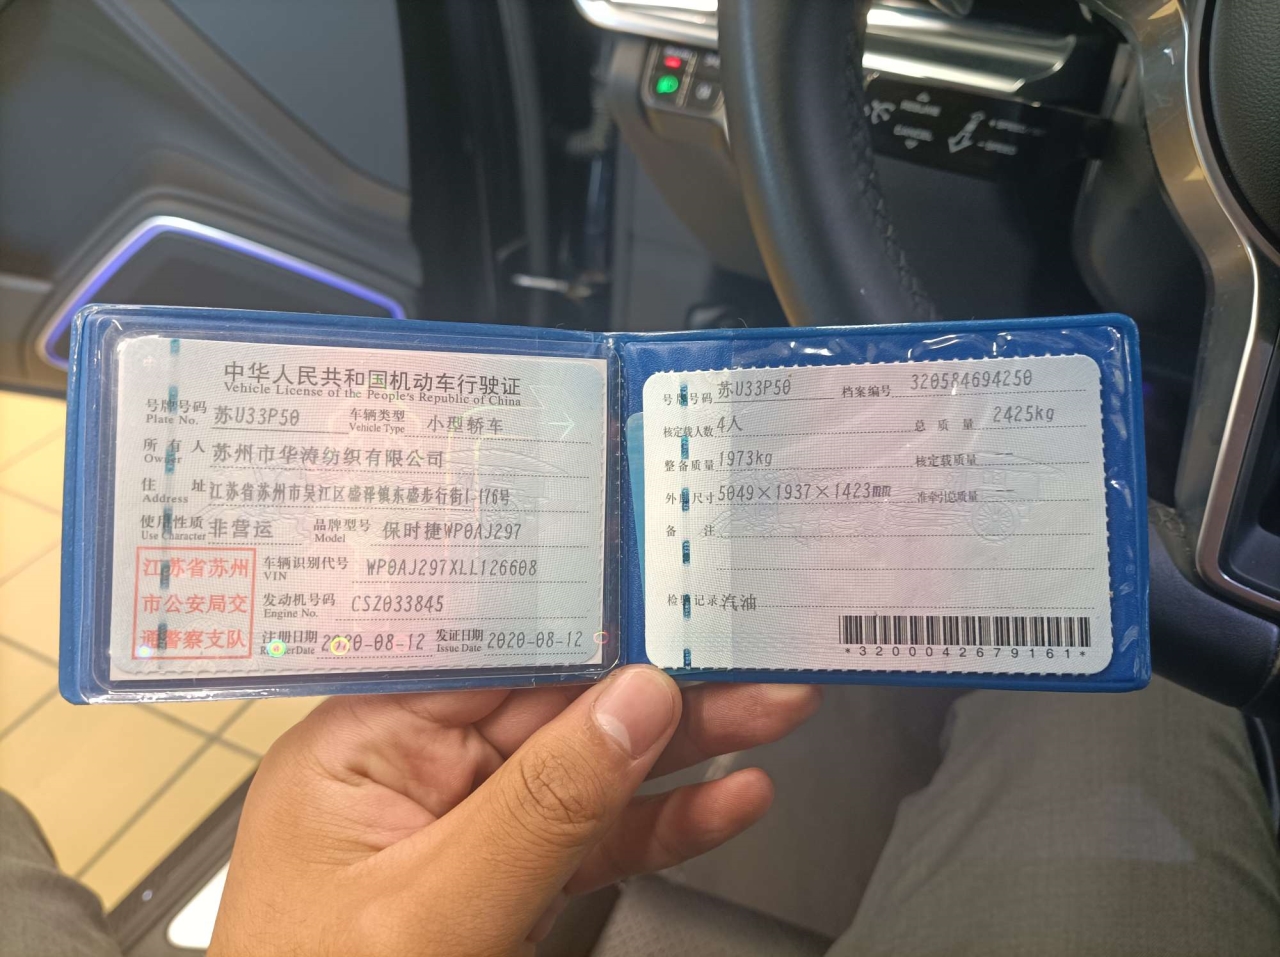 中华人民共和国机动车行驶证
Vehicle License of the People's Republic of China
号牌号码 苏U33P50 车辆类型 小型轿车
Plate No. Vehicle Type
所有人 苏州市华涛纺织有限公司
Owner
住址 江苏省苏州市吴江区盛泽镇东盛步行街1-176号
Address
使用性质 非营运 品牌型号 保时捷WP0AJ297
Use Character Model
江苏省苏州
市公安局交
通警察支队
车辆识别代号 WP0AJ297XLL126608
VIN
发动机号码 CSZ033845
Engine No.
注册日期 2020-08-12 发证日期 2020-08-12
Register Date Issue Date
号牌号码 苏U33P50 档案编号 320584694250
核定载人数 4人 总质量 2425kg
整备质量 1973kg 核定载质量 --
外廓尺寸 5049×1937×1423mm 准牵引总质量 --
备注
检验记录 汽油
*3200042679161*
CANCEL
+ SPEED
- SPEED